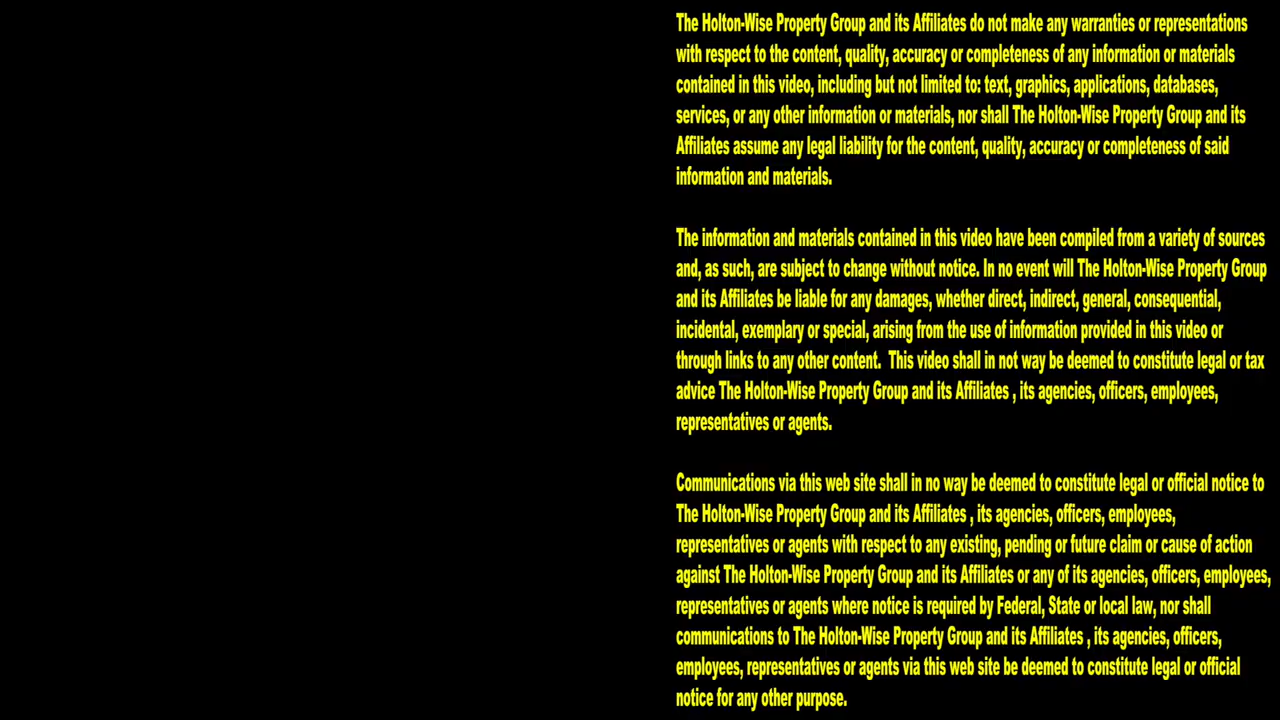 The Holton-Wise Property Group and its Affiliates do not make any warranties or representations
with respect to the content, quality, accuracy or completeness of any information or materials
contained in this video, including but not limited to: text, graphics, applications, databases,
services, or any other information or materials, nor shall The Holton-Wise Property Group and its
Affiliates assume any legal liability for the content, quality, accuracy or completeness of said
information and materials.
The information and materials contained in this video have been compiled from a variety of sources
and, as such, are subject to change without notice. In no event will The Holton-Wise Property Group
and its Affiliates be liable for any damages, whether direct, indirect, general, consequential,
incidental, exemplary or special, arising from the use of information provided in this video or
through links to any other content.  This video shall in not way be deemed to constitute legal or tax
advice The Holton-Wise Property Group and its Affiliates , its agencies, officers, employees,
representatives or agents.
Communications via this web site shall in no way be deemed to constitute legal or official notice to
The Holton-Wise Property Group and its Affiliates , its agencies, officers, employees,
representatives or agents with respect to any existing, pending or future claim or cause of action
against The Holton-Wise Property Group and its Affiliates or any of its agencies, officers, employees,
representatives or agents where notice is required by Federal, State or local law, nor shall
communications to The Holton-Wise Property Group and its Affiliates , its agencies, officers,
employees, representatives or agents via this web site be deemed to constitute legal or official
notice for any other purpose.